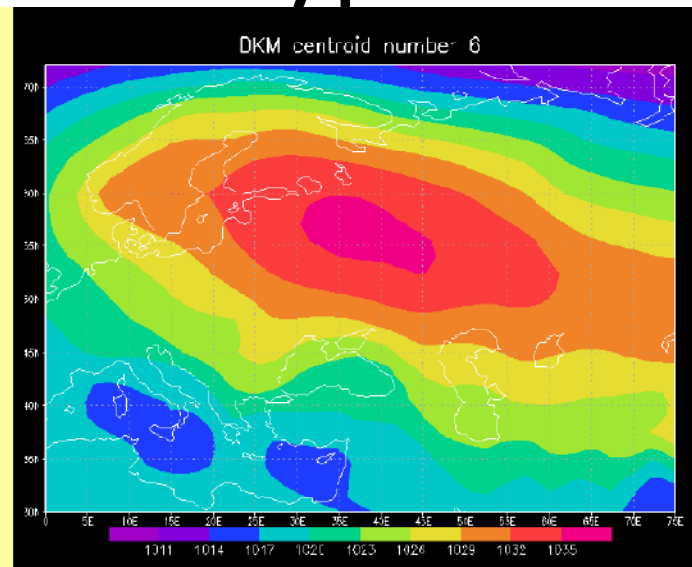 DKM centroid number 6
70N
65N
60N
55N
50N
45N
40N
35N
30N
0 5E 10E 15E 20E 25E 30E 35E 40E 45E 50E 55E 60E 65E 70E 75E
1011 1014 1017 1020 1023 1026 1029 1032 1035